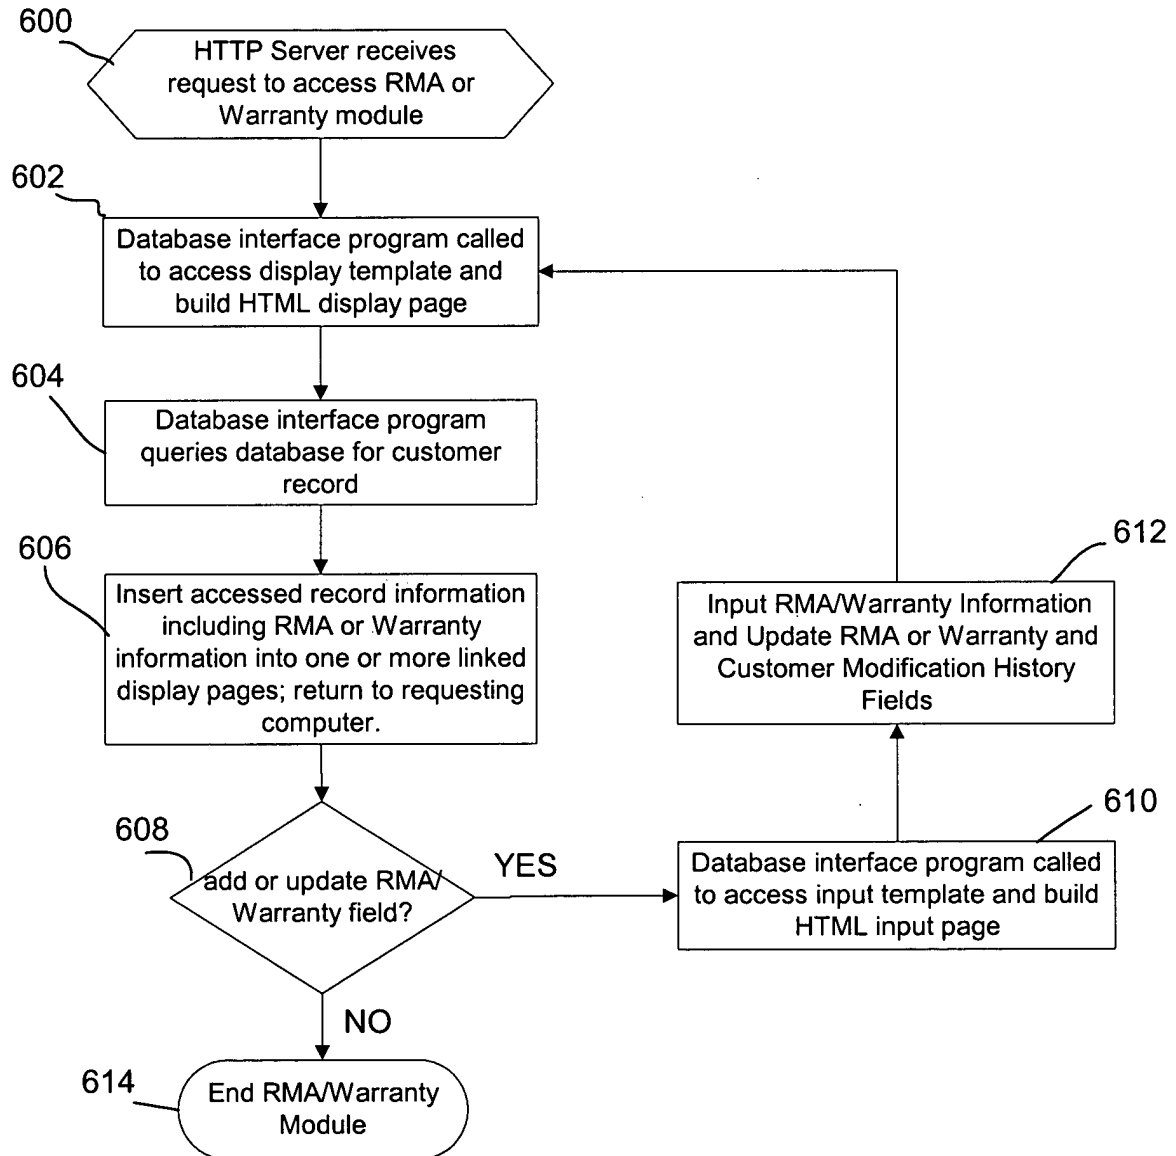 600
HTTP Server receives
request to access RMA or
Warranty module
602
Database interface program called
to access display template and
build HTML display page
604
Database interface program
queries database for customer
record
606
Insert accessed record information
including RMA or Warranty
information into one or more linked
display pages; return to requesting
computer.
608
add or update RMA/
Warranty field?
YES
NO
610
Database interface program called
to access input template and build
HTML input page
612
Input RMA/Warranty Information
and Update RMA or Warranty and
Customer Modification History
Fields
614
End RMA/Warranty
Module